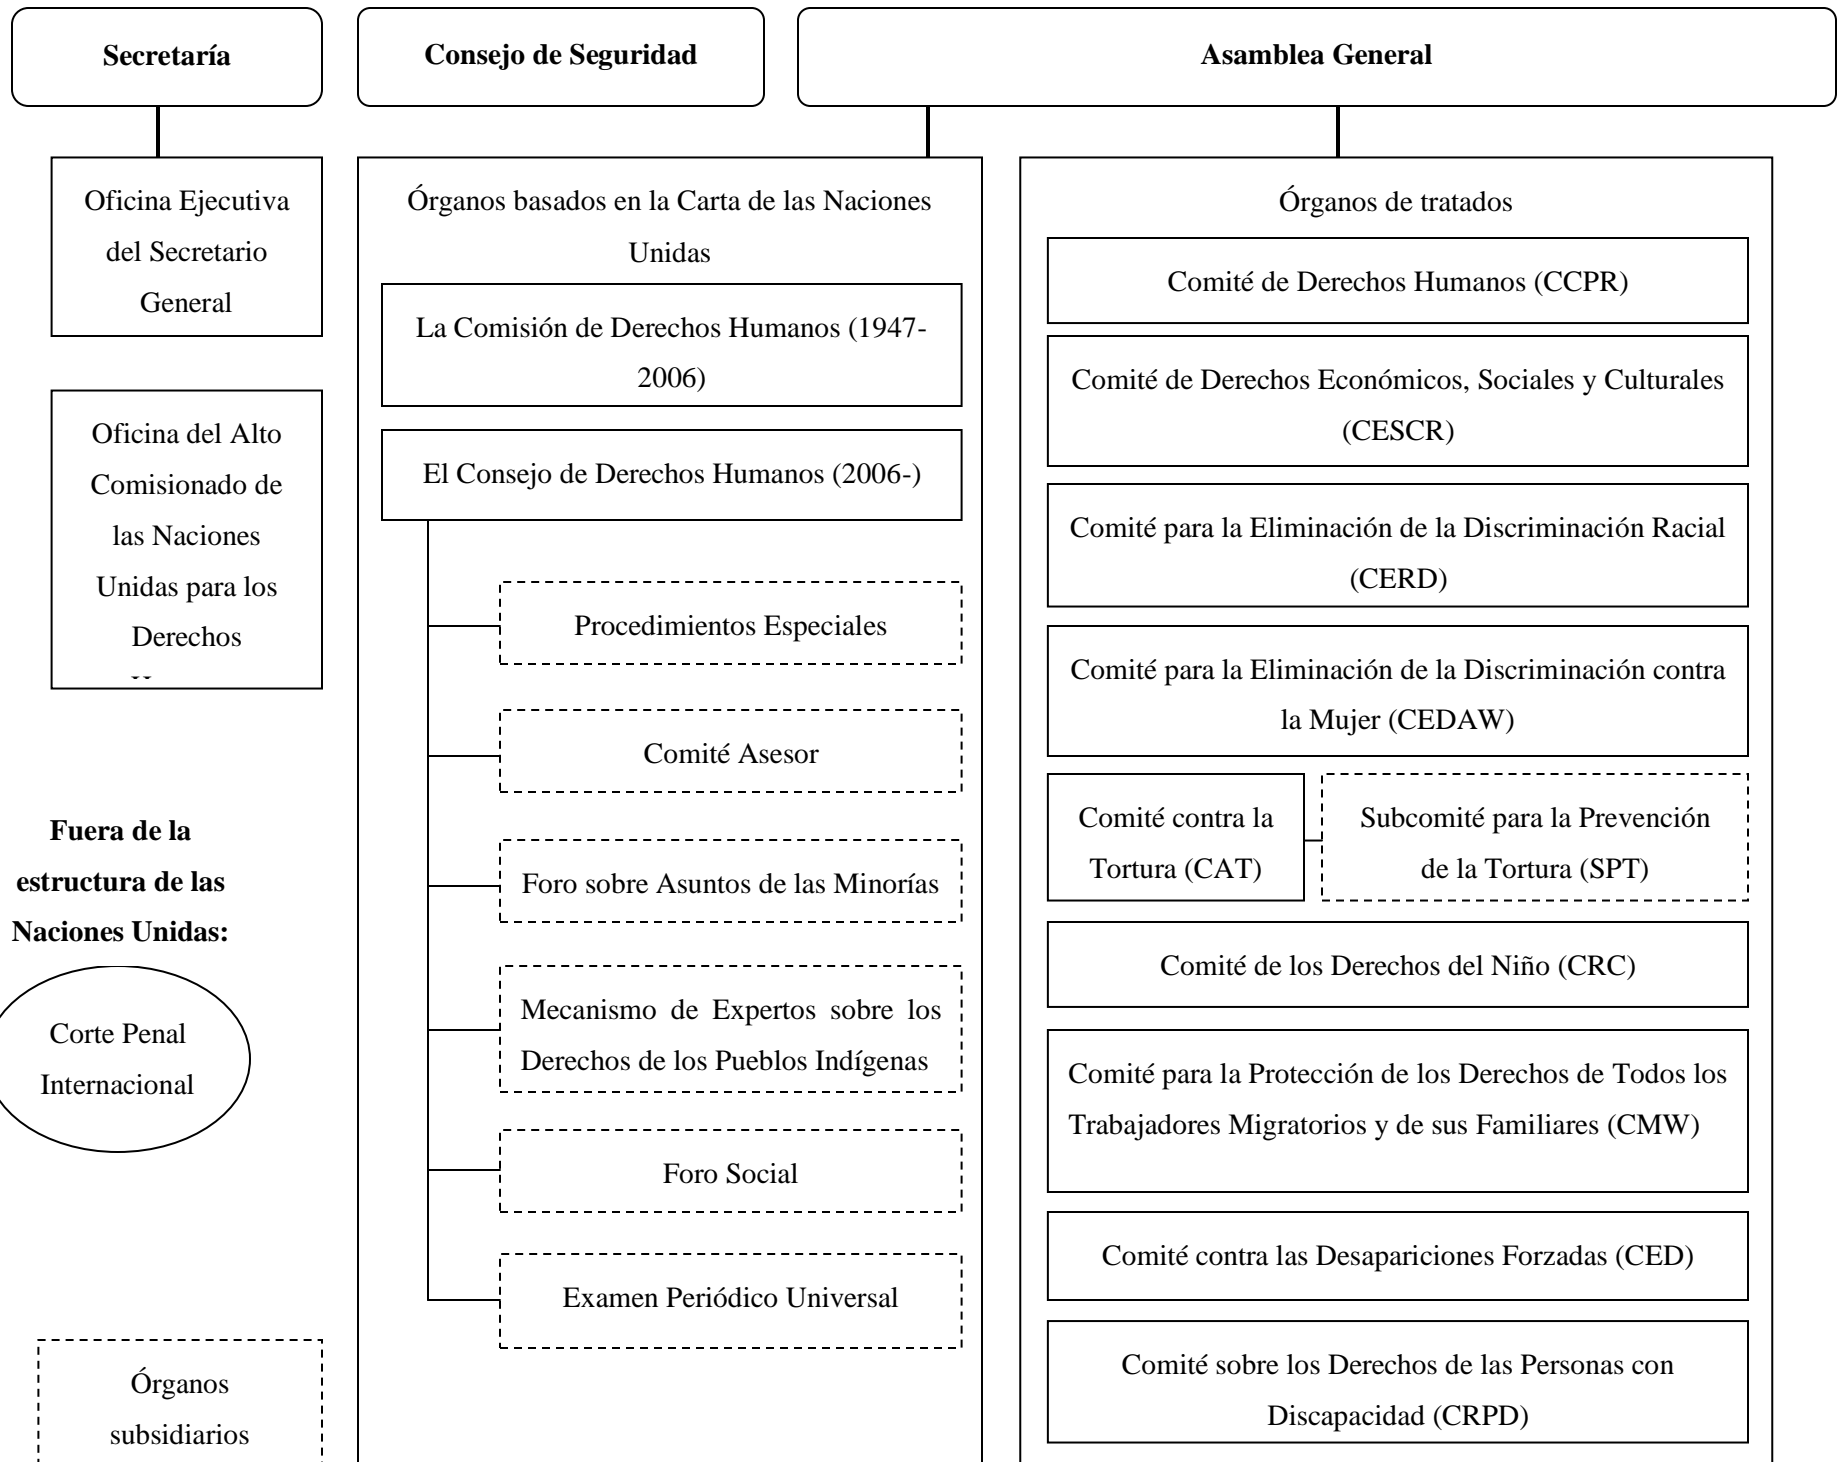 Secretaría
Consejo de Seguridad
Asamblea General
Oficina Ejecutiva
del Secretario
General
Oficina del Alto
Comisionado de
las Naciones
Unidas para los
Derechos
Fuera de la
estructura de las
Naciones Unidas:
Corte Penal
Internacional
Órganos
subsidiarios
Órganos basados en la Carta de las Naciones
Unidas
La Comisión de Derechos Humanos (1947-
2006)
El Consejo de Derechos Humanos (2006-)
Procedimientos Especiales
Comité Asesor
Foro sobre Asuntos de las Minorías
Mecanismo de Expertos sobre los
Derechos de los Pueblos Indígenas
Foro Social
Examen Periódico Universal
Órganos de tratados
Comité de Derechos Humanos (CCPR)
Comité de Derechos Económicos, Sociales y Culturales
(CESCR)
Comité para la Eliminación de la Discriminación Racial
(CERD)
Comité para la Eliminación de la Discriminación contra
la Mujer (CEDAW)
Comité contra la
Tortura (CAT)
Subcomité para la Prevención
de la Tortura (SPT)
Comité de los Derechos del Niño (CRC)
Comité para la Protección de los Derechos de Todos los
Trabajadores Migratorios y de sus Familiares (CMW)
Comité contra las Desapariciones Forzadas (CED)
Comité sobre los Derechos de las Personas con
Discapacidad (CRPD)